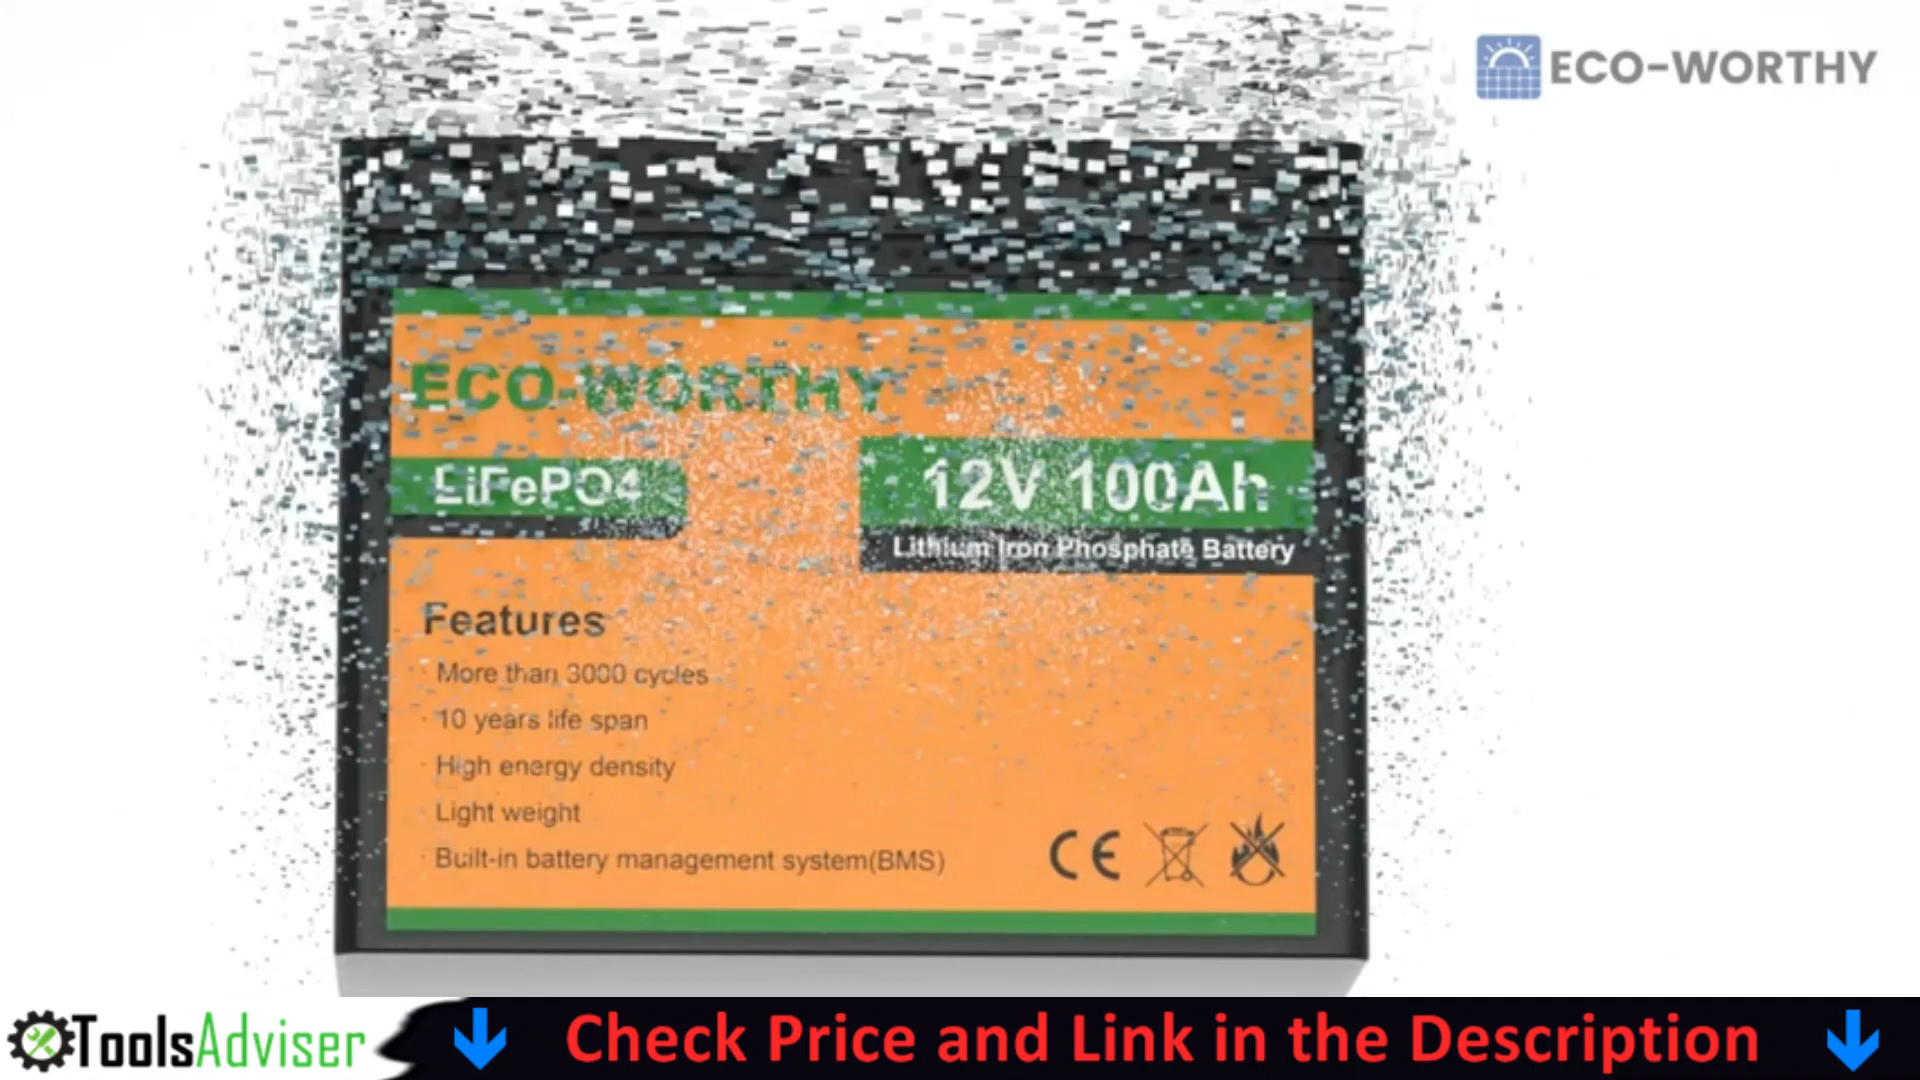 ECO-WORTHY
ECO-WORTHY
LiFePO4
12V 100Ah
Lithium Iron Phosphate Battery
Features
· More than 3000 cycles
· 10 years life span
· High energy density
· Light weight
· Built-in battery management system(BMS)
CE
ToolsAdviser
Check Price and Link in the Description